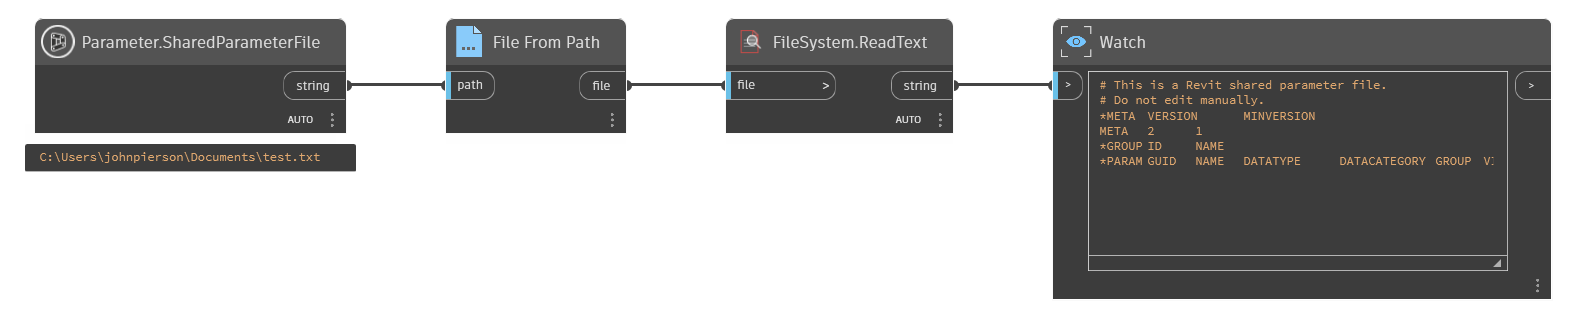 Parameter.SharedParameterFile
string
AUTO
C:\Users\johnpierson\Documents\test.txt
File From Path
path
file
FileSystem.ReadText
file >
string
AUTO
Watch
>
# This is a Revit shared parameter file.
# Do not edit manually.
*META VERSION MINVERSION
META 2 1
*GROUP ID NAME
*PARAM GUID NAME DATATYPE DATACATEGORY GROUP
>